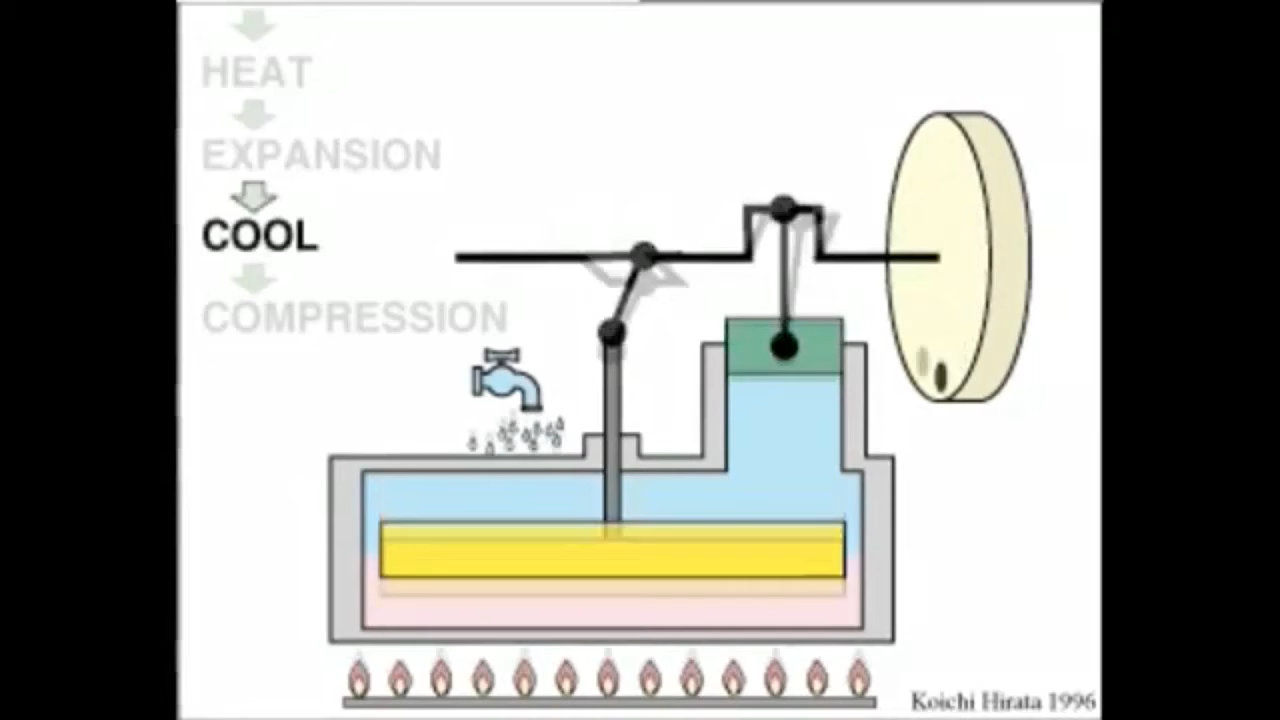 HEAT
EXPANSION
COOL
COMPRESSION
Koichi Hirata 1996